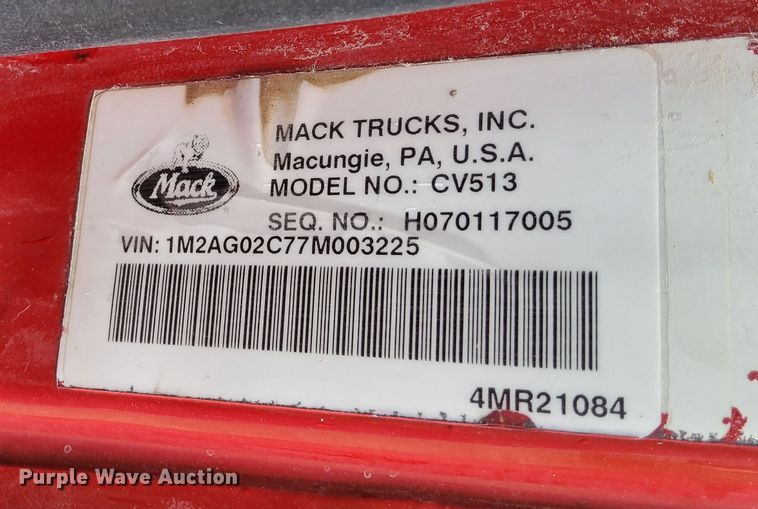 MACK TRUCKS, INC.
Macungie, PA, U.S.A.
MODEL NO.: CV513
Mack
SEQ. NO.: H070117005
VIN: 1M2AG02C77M003225
4MR21084
Purple Wave Auction